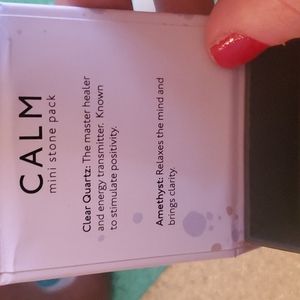 CALM
mini stone pack
Clear Quartz: The master healer
and energy transmitter. Known
to stimulate positivity.
Amethyst: Relaxes the mind and
brings clarity.